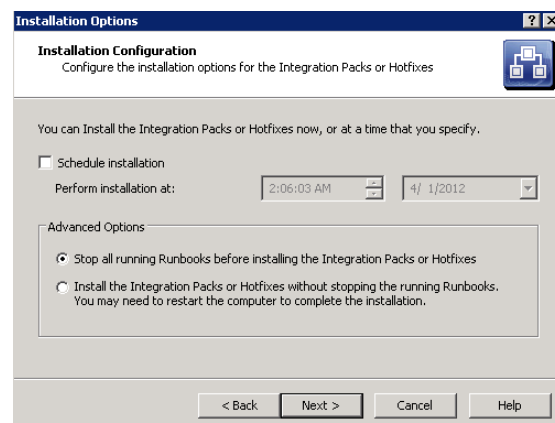 Installation Options
Installation Configuration
Configure the installation options for the Integration Packs or Hotfixes
You can Install the Integration Packs or Hotfixes now, or at a time that you specify.
Schedule installation
Perform installation at: 2:06:03 AM 4/ 1/2012
Advanced Options
Stop all running Runbooks before installing the Integration Packs or Hotfixes
Install the Integration Packs or Hotfixes without stopping the running Runbooks.
You may need to restart the computer to complete the installation.
< Back Next > Cancel Help